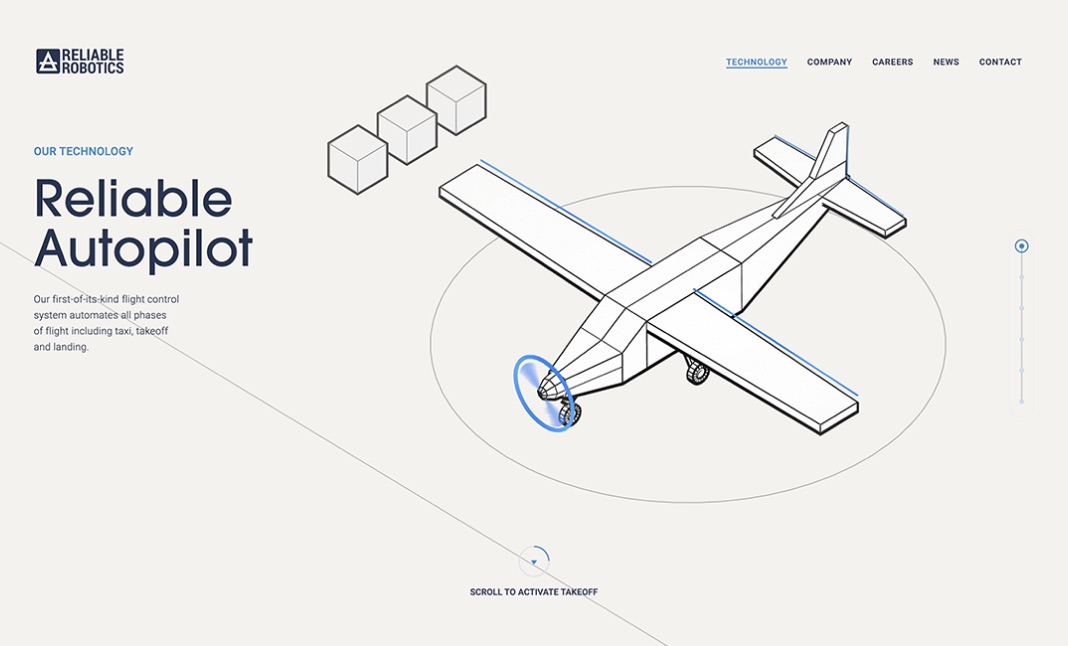 RELIABLE
ROBOTICS
TECHNOLOGY COMPANY CAREERS NEWS CONTACT
OUR TECHNOLOGY
Reliable
Autopilot
Our first-of-its-kind flight control
system automates all phases
of flight including taxi, takeoff
and landing.
SCROLL TO ACTIVATE TAKEOFF